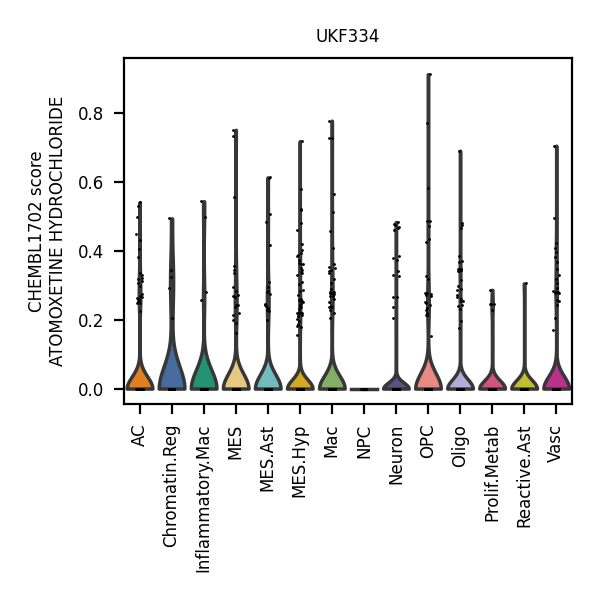 UKF334
CHEMBL1702 score
ATOMOXETINE HYDROCHLORIDE
0.8
0.6
0.4
0.2
0.0
AC
Chromatin.Reg
Inflammatory.Mac
MES
MES.Ast
MES.Hyp
Mac
NPC
Neuron
OPC
Oligo
Prolif.Metab
Reactive.Ast
Vasc